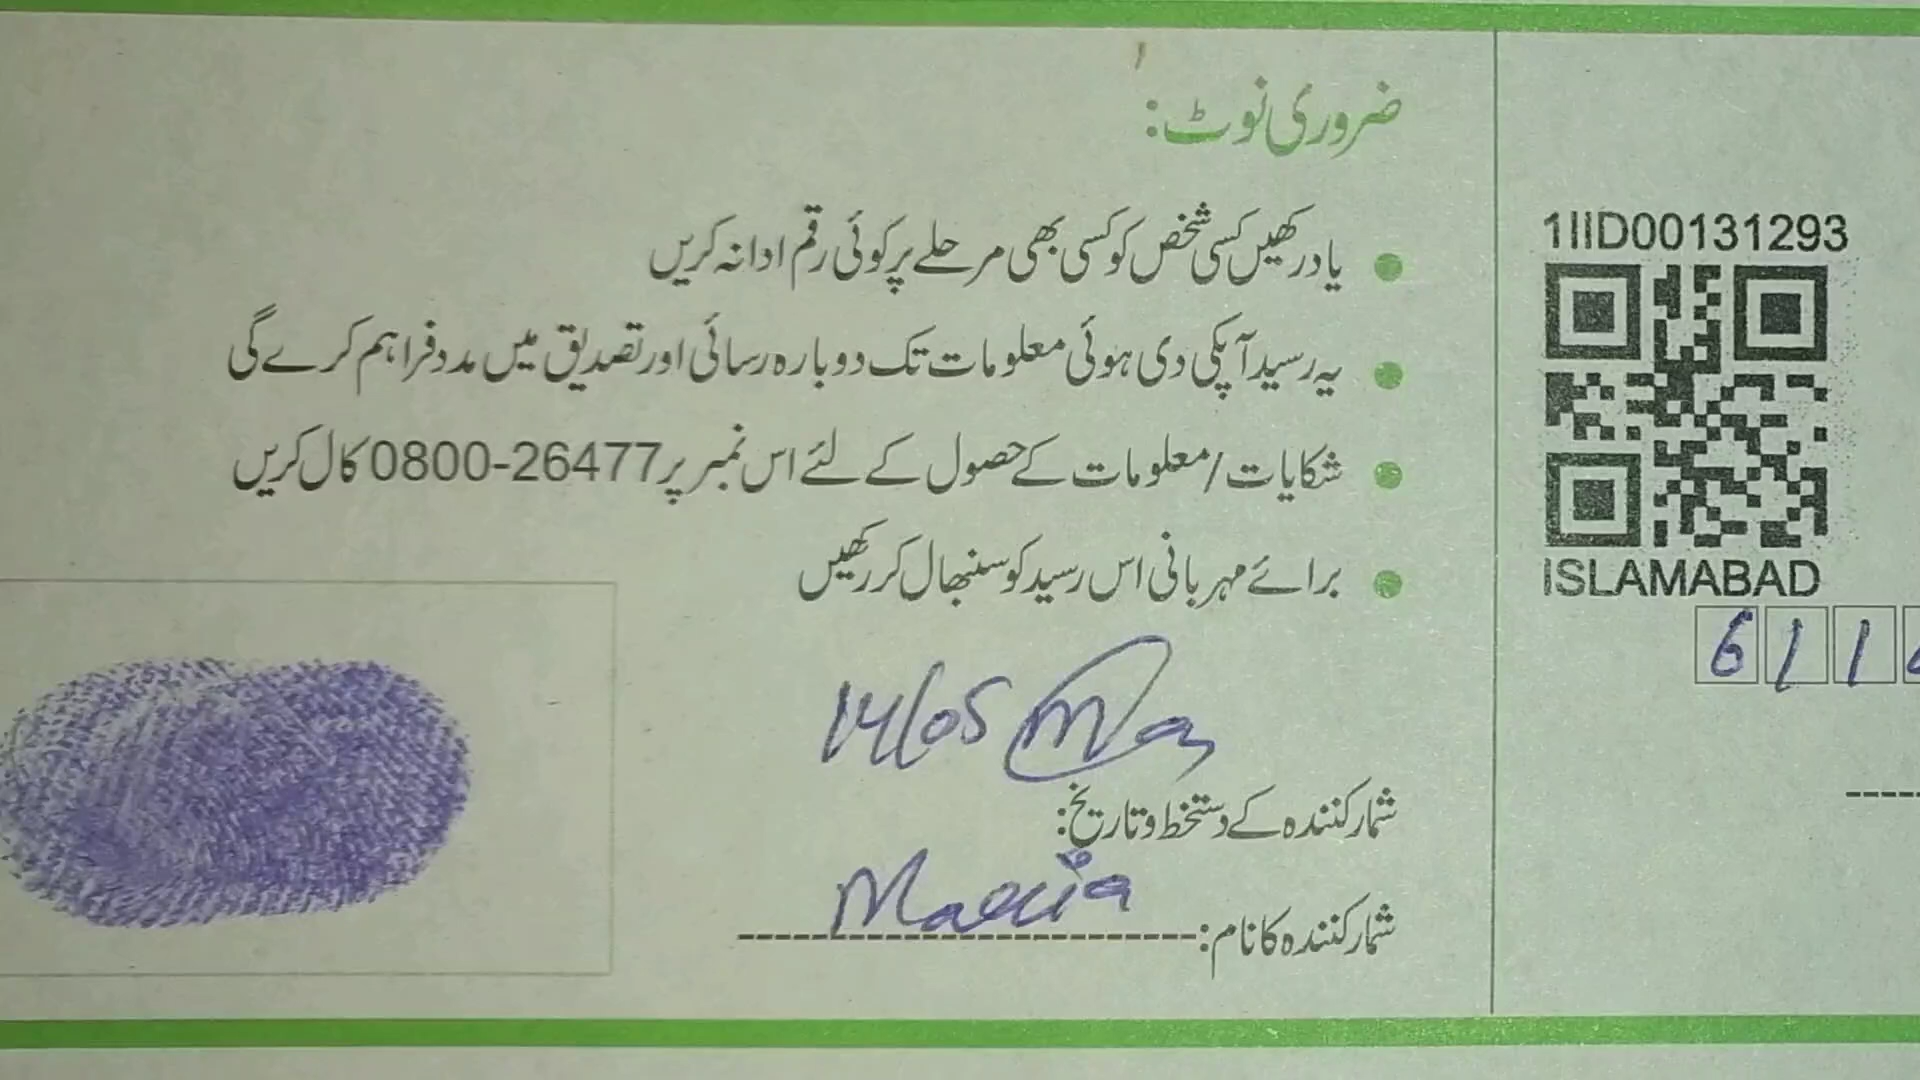 ضروری نوٹ:
یاد رکھیں کسی شخص کو کسی بھی مرحلے پر کوئی رقم ادا نہ کریں
یہ رسید آپکی دی ہوئی معلومات تک دوبارہ رسائی اور تصدیق میں مدد فراہم کرے گی
شکایات/معلومات کے حصول کے لئے اس نمبر پر 0800-26477 کال کریں
برائے مہربانی اس رسید کو سنبھال کر رکھیں
14/05
شمار کنندہ کے دستخط و تاریخ:
شمار کنندہ کا نام:
1IID00131293
ISLAMABAD
6 1 1